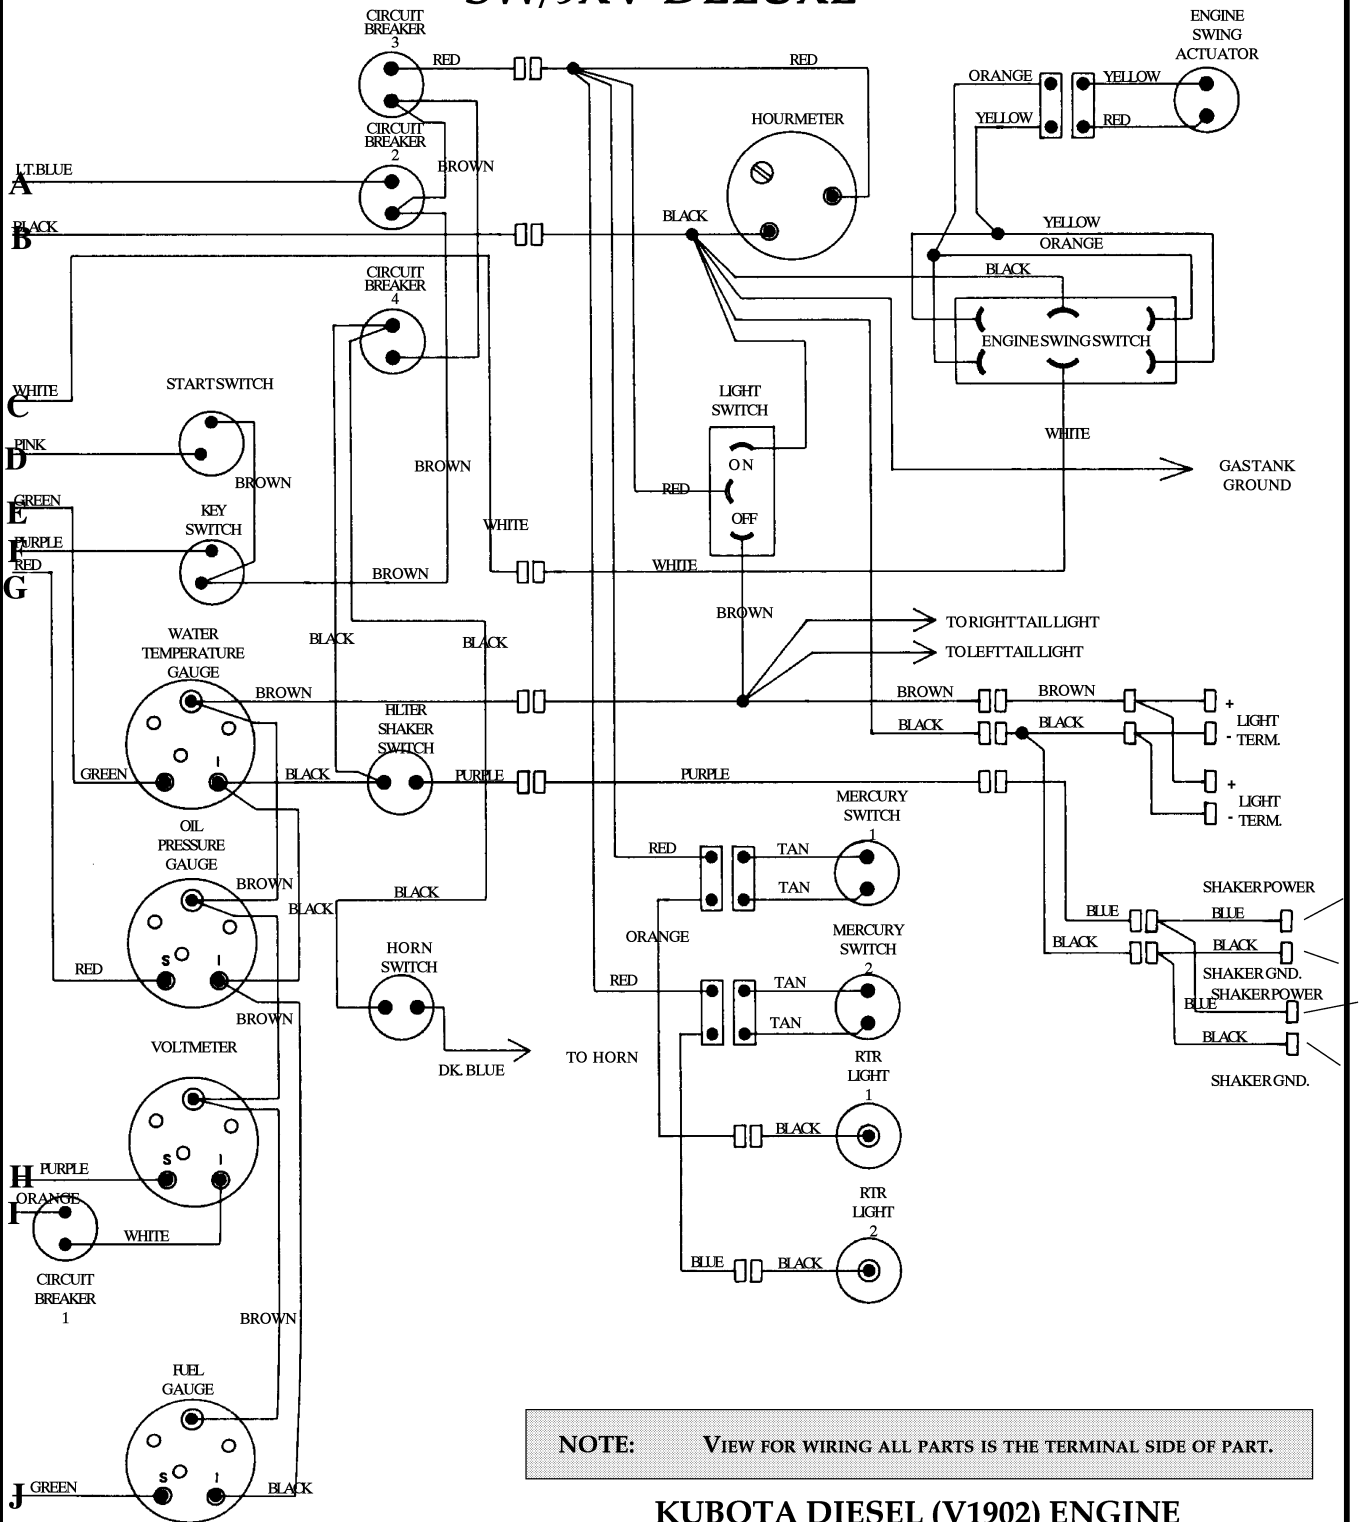 CIRCUIT
BREAKER
3
RED
RED
ENGINE
SWING
ACTUATOR
ORANGE
YELLOW
YELLOW
RED
HOURMETER
CIRCUIT
BREAKER
2
BROWN
A
LT.BLUE
B
BLACK
BLACK
YELLOW
ORANGE
BLACK
ENGINE SWING SWITCH
CIRCUIT
BREAKER
4
C
WHITE
START SWITCH
LIGHT
SWITCH
ON
OFF
RED
WHITE
GAS TANK
GROUND
D
PINK
BROWN
BROWN
E
GREEN
KEY
SWITCH
WHITE
F
PURPLE
G
RED
BROWN
WHITE
BROWN
TO RIGHT TAIL LIGHT
TO LEFT TAIL LIGHT
WATER
TEMPERATURE
GAUGE
BLACK
BLACK
BROWN
FILTER
SHAKER
SWITCH
BROWN
BROWN
BLACK
BLACK
+
-
LIGHT
TERM.
+
-
LIGHT
TERM.
I
GREEN
BLACK
PURPLE
PURPLE
MERCURY
SWITCH
1
RED
TAN
TAN
OIL
PRESSURE
GAUGE
BROWN
BLACK
BLACK
ORANGE
BLUE
SHAKER POWER
BLUE
BLACK
BLACK
SHAKER GND.
SHAKER POWER
BLUE
BLACK
SHAKER GND.
MERCURY
SWITCH
2
RED
TAN
TAN
HORN
SWITCH
S
I
RED
BROWN
DK. BLUE
TO HORN
RTR
LIGHT
1
BLACK
VOLTMETER
S
I
H
PURPLE
I
ORANGE
WHITE
CIRCUIT
BREAKER
1
RTR
LIGHT
2
BLUE
BLACK
BROWN
FUEL
GAUGE
S
I
J
GREEN
BLACK
NOTE: VIEW FOR WIRING ALL PARTS IS THE TERMINAL SIDE OF PART.
KUBOTA DIESEL (V1902) ENGINE